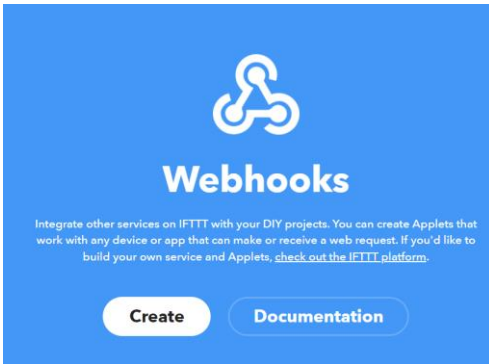 Webhooks
Integrate other services on IFTTT with your DIY projects. You can create Applets that
work with any device or app that can make or receive a web request. If you'd like to
build your own service and Applets, check out the IFTTT platform.
Create
Documentation